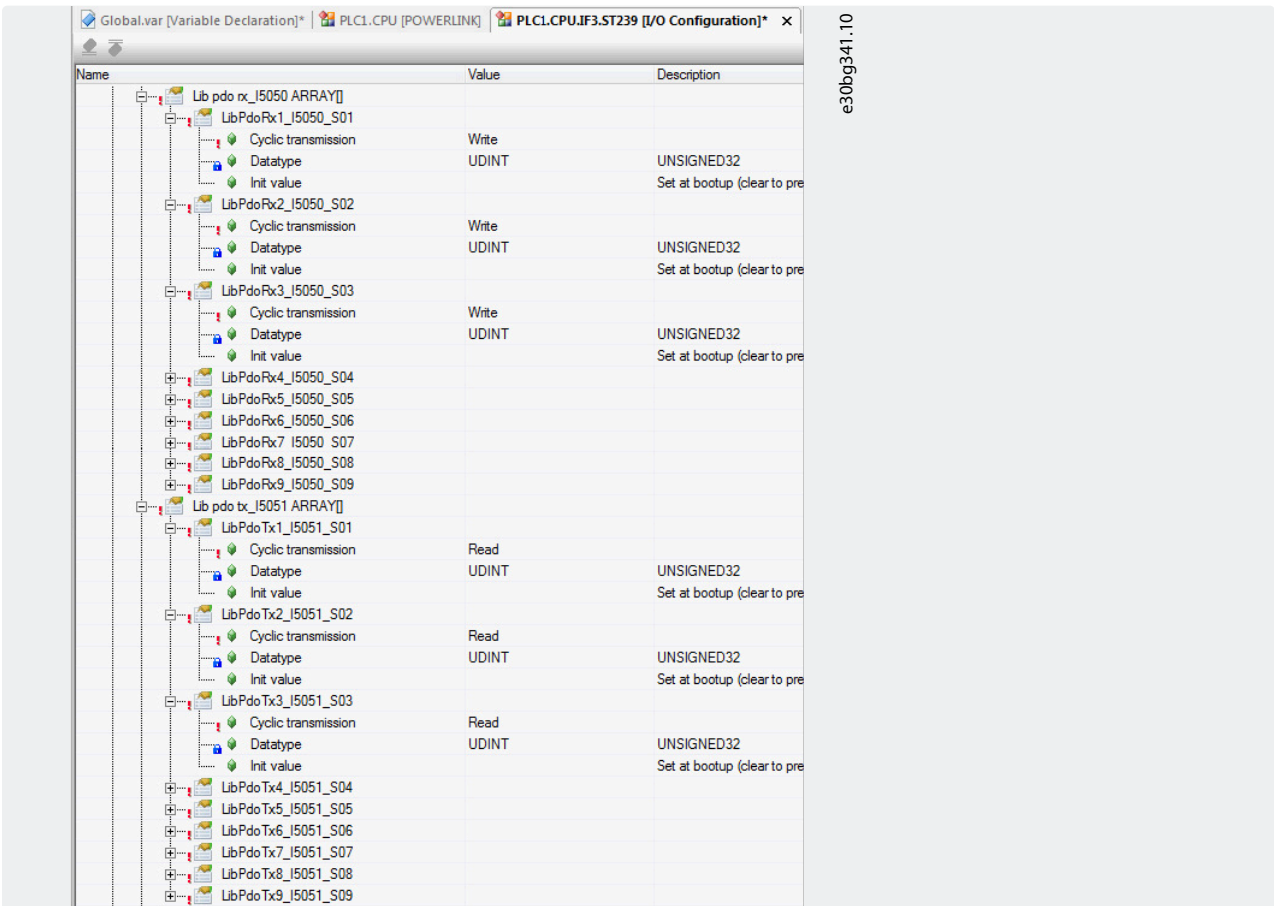 Global.var [Variable Declaration]* PLC1.CPU [POWERLINK] PLC1.CPU.IF3.ST239 [I/O Configuration]* ×
Name Value Description
Lib pdo rx_I5050 ARRAY[]
LibPdoRx1_I5050_S01
Cyclic transmission Write
Datatype UDINT UNSIGNED32
Init value Set at bootup (clear to pre
LibPdoRx2_I5050_S02
Cyclic transmission Write
Datatype UDINT UNSIGNED32
Init value Set at bootup (clear to pre
LibPdoRx3_I5050_S03
Cyclic transmission Write
Datatype UDINT UNSIGNED32
Init value Set at bootup (clear to pre
LibPdoRx4_I5050_S04
LibPdoRx5_I5050_S05
LibPdoRx6_I5050_S06
LibPdoRx7_I5050_S07
LibPdoRx8_I5050_S08
LibPdoRx9_I5050_S09
Lib pdo tx_I5051 ARRAY[]
LibPdoTx1_I5051_S01
Cyclic transmission Read
Datatype UDINT UNSIGNED32
Init value Set at bootup (clear to pre
LibPdoTx2_I5051_S02
Cyclic transmission Read
Datatype UDINT UNSIGNED32
Init value Set at bootup (clear to pre
LibPdoTx3_I5051_S03
Cyclic transmission Read
Datatype UDINT UNSIGNED32
Init value Set at bootup (clear to pre
LibPdoTx4_I5051_S04
LibPdoTx5_I5051_S05
LibPdoTx6_I5051_S06
LibPdoTx7_I5051_S07
LibPdoTx8_I5051_S08
LibPdoTx9_I5051_S09
e30bg341.10